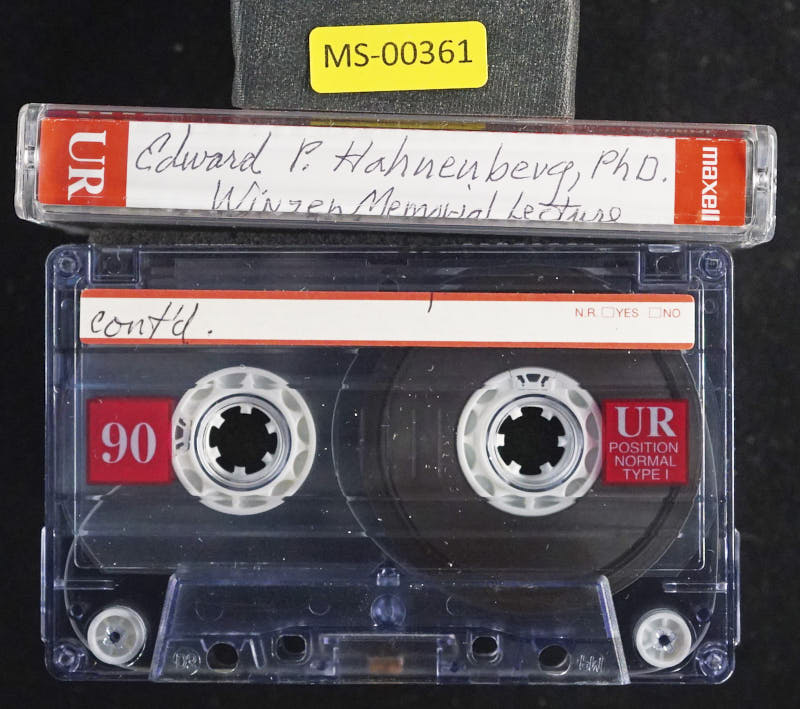 MS-00361
UR
Edward P. Hahnenberg, PhD.
Winzen Memorial Lecture
maxell
cont'd.
N.R. YES NO
90
UR
POSITION
NORMAL
TYPE I